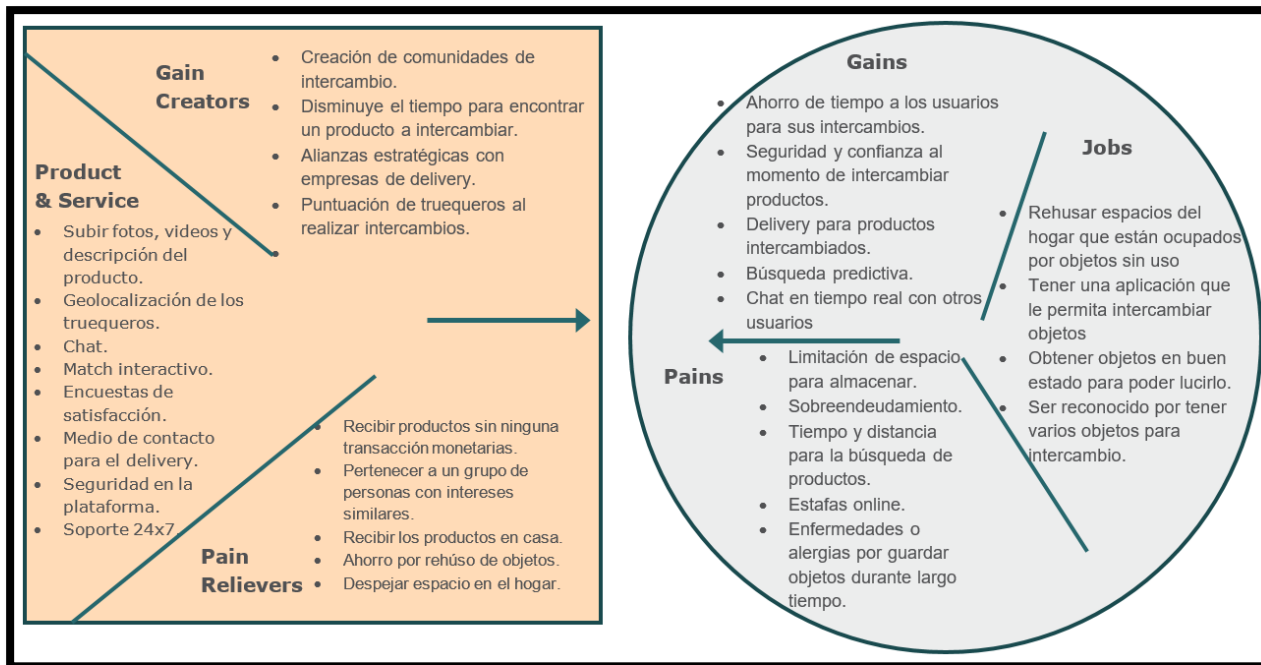 Gain
Creators
• Creación de comunidades de
intercambio.
• Disminuye el tiempo para encontrar
un producto a intercambiar.
• Alianzas estratégicas con
empresas de delivery.
• Puntuación de truequeros al
realizar intercambios.
•
Product
& Service
• Subir fotos, videos y
descripción del
producto.
• Geolocalización de los
truequeros.
• Chat.
• Match interactivo.
• Encuestas de
satisfacción.
• Medio de contacto
para el delivery.
• Seguridad en la
plataforma.
• Soporte 24x7.
Pain
Relievers
• Recibir productos sin ninguna
transacción monetarias.
• Pertenecer a un grupo de
personas con intereses
similares.
• Recibir los productos en casa.
• Ahorro por rehúso de objetos.
• Despejar espacio en el hogar.
Gains
• Ahorro de tiempo a los usuarios
para sus intercambios.
• Seguridad y confianza al
momento de intercambiar
productos.
• Delivery para productos
intercambiados.
• Búsqueda predictiva.
• Chat en tiempo real con otros
usuarios
Pains
• Limitación de espacio
para almacenar.
• Sobreendeudamiento.
• Tiempo y distancia
para la búsqueda de
productos.
• Estafas online.
• Enfermedades o
alergias por guardar
objetos durante largo
tiempo.
Jobs
• Rehusar espacios del
hogar que están ocupados
por objetos sin uso
• Tener una aplicación que
le permita intercambiar
objetos
• Obtener objetos en buen
estado para poder lucirlo.
• Ser reconocido por tener
varios objetos para
intercambio.